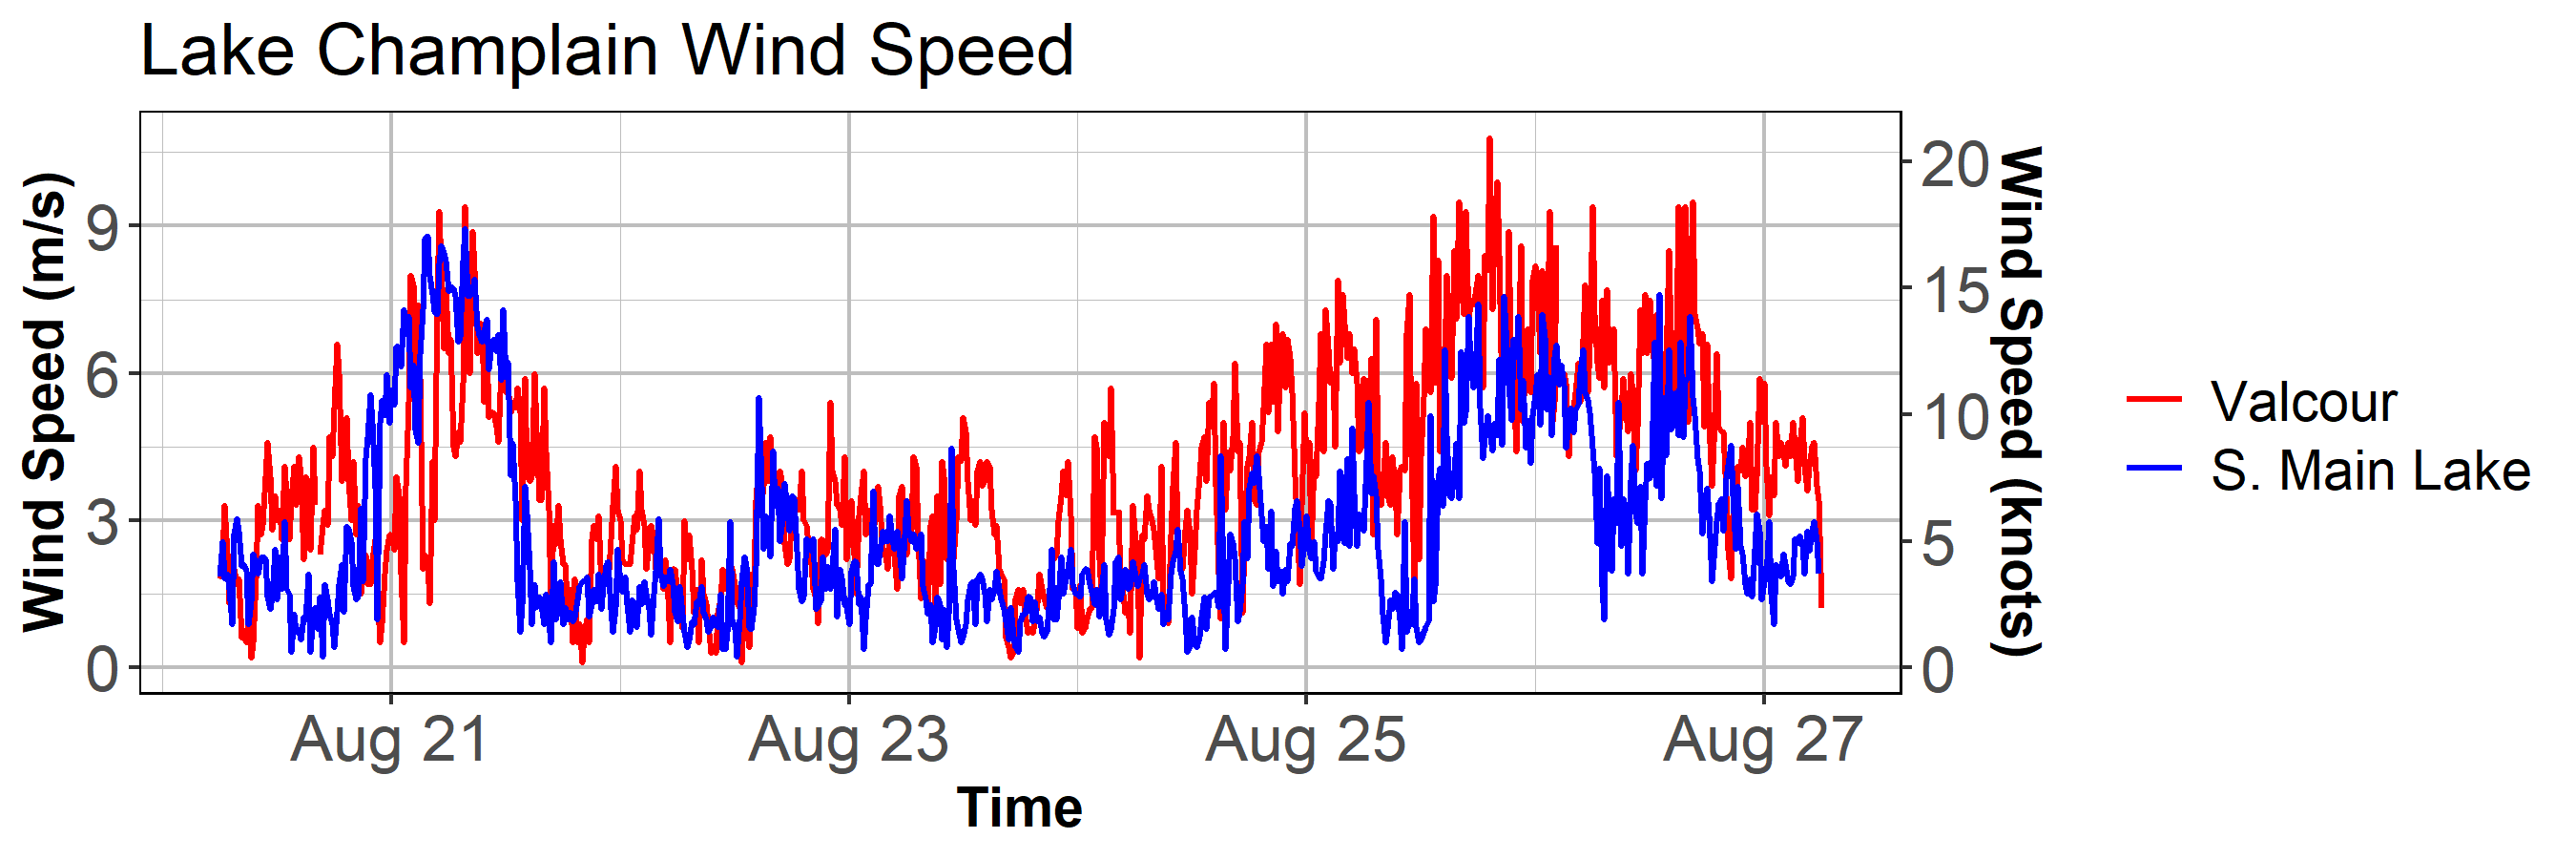 Lake Champlain Wind Speed
Wind Speed (m/s)
9
6
3
0
20
15
10
5
0
Wind Speed (knots)
Aug 21
Aug 23
Aug 25
Aug 27
Time
Valcour
S. Main Lake